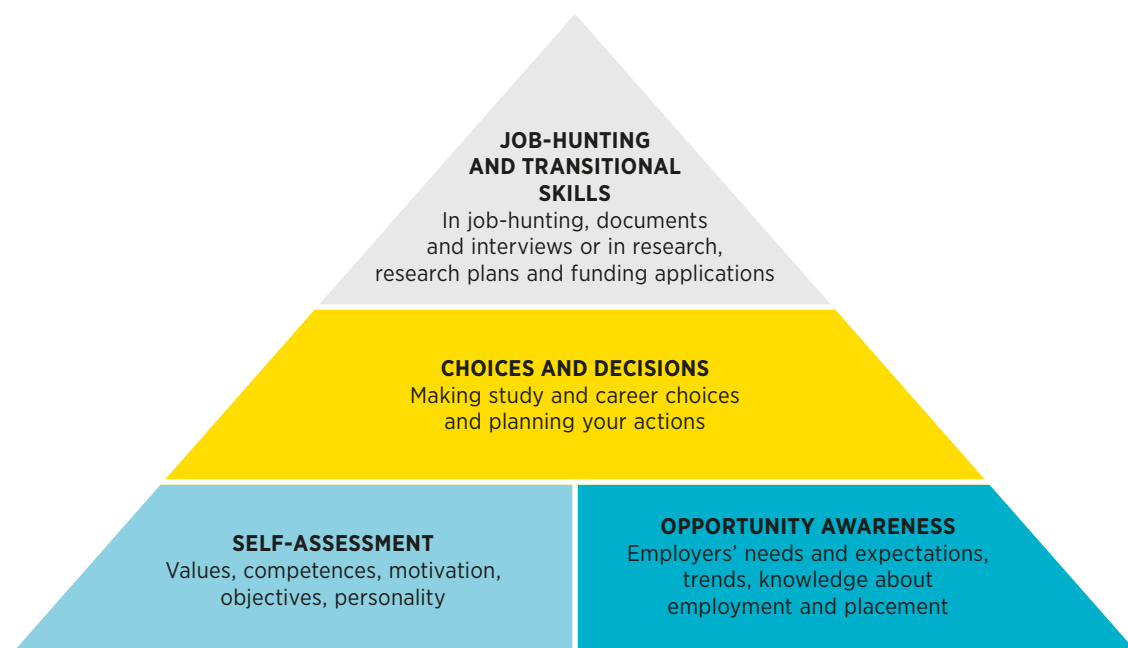 JOB-HUNTING
AND TRANSITIONAL
SKILLS
In job-hunting, documents
and interviews or in research,
research plans and funding applications
CHOICES AND DECISIONS
Making study and career choices
and planning your actions
SELF-ASSESSMENT
Values, competences, motivation,
objectives, personality
OPPORTUNITY AWARENESS
Employers’ needs and expectations,
trends, knowledge about
employment and placement